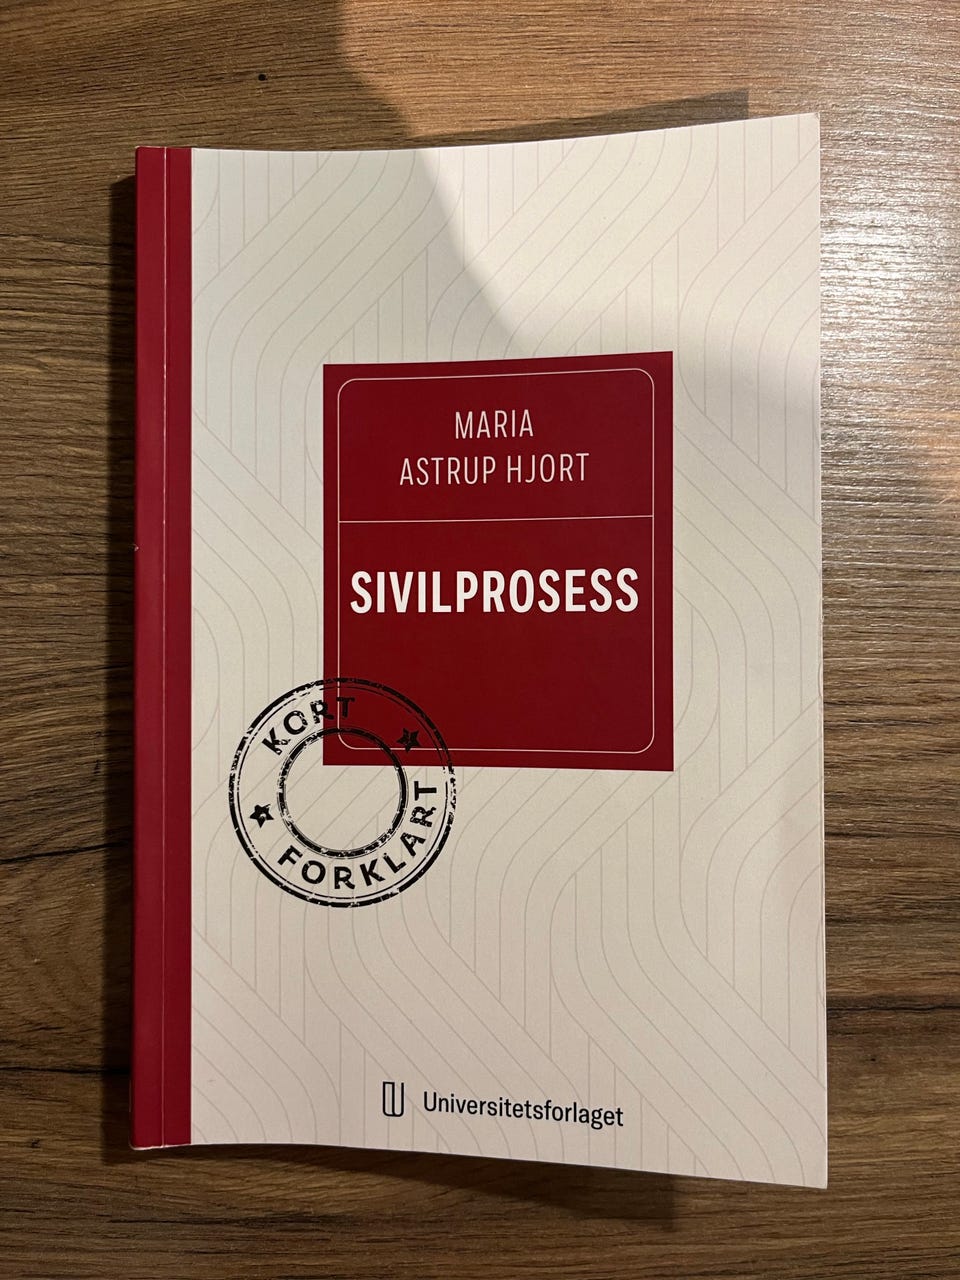 MARIA
ASTRUP HJORT
SIVILPROSESS
KORT
FORKLART
Universitetsforlaget